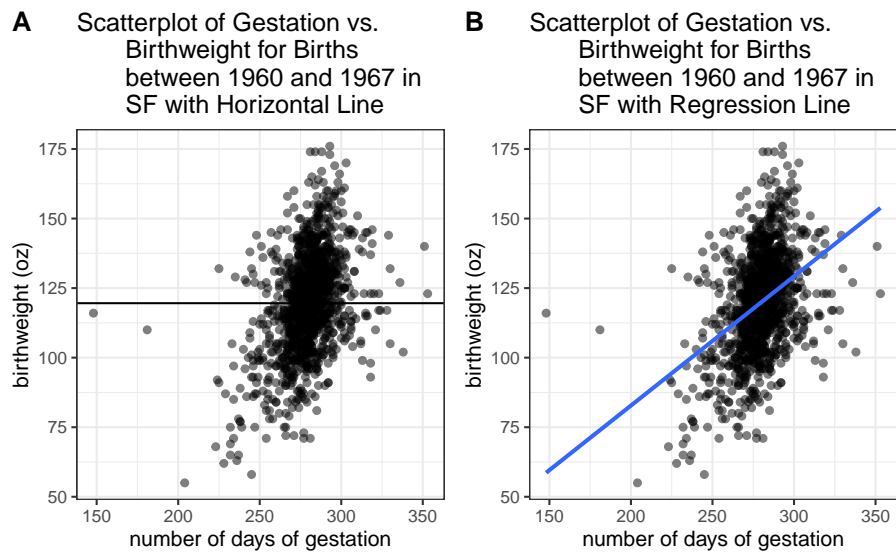 A
Scatterplot of Gestation vs.
Birthweight for Births
between 1960 and 1967 in
SF with Horizontal Line
175
150
125
100
75
50
birthweight (oz)
150 200 250 300 350
number of days of gestation
B
Scatterplot of Gestation vs.
Birthweight for Births
between 1960 and 1967 in
SF with Regression Line
175
150
125
100
75
50
birthweight (oz)
150 200 250 300 350
number of days of gestation